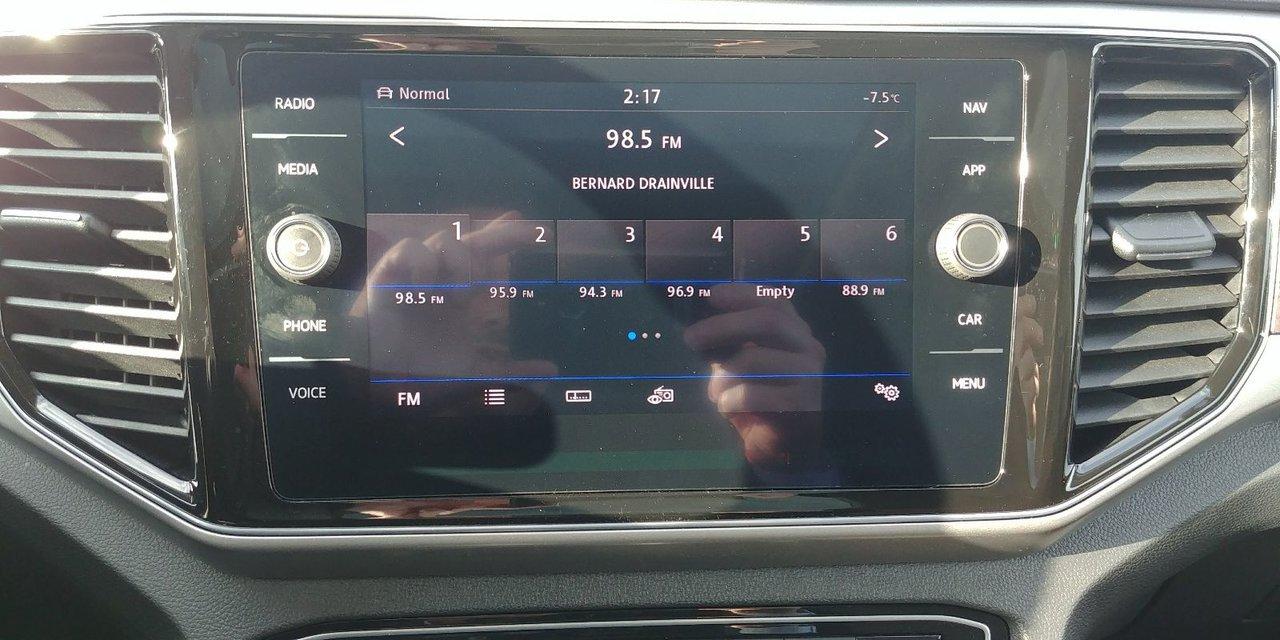 RADIO
MEDIA
PHONE
VOICE
Normal 2:17 -7.5°C
< 98.5 FM >
BERNARD DRAINVILLE
1 2 3 4 5 6
98.5 FM 95.9 FM 94.3 FM 96.9 FM Empty 88.9 FM
FM
NAV
APP
CAR
MENU